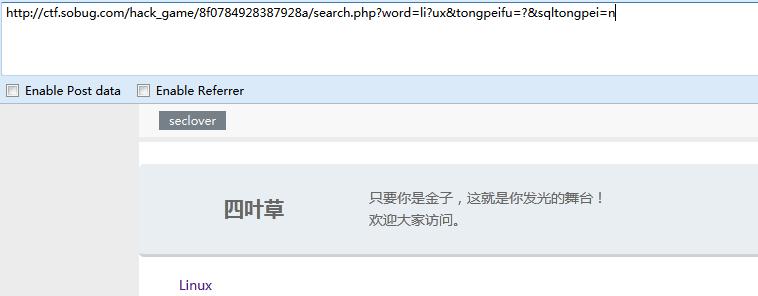 http://ctf.sobug.com/hack_game/8f0784928387928a/search.php?word=li?ux&tongpeifu=?&sqltongpei=n
Enable Post data Enable Referrer
seclover
四叶草
只要你是金子，这就是你发光的舞台！
欢迎大家访问。
Linux